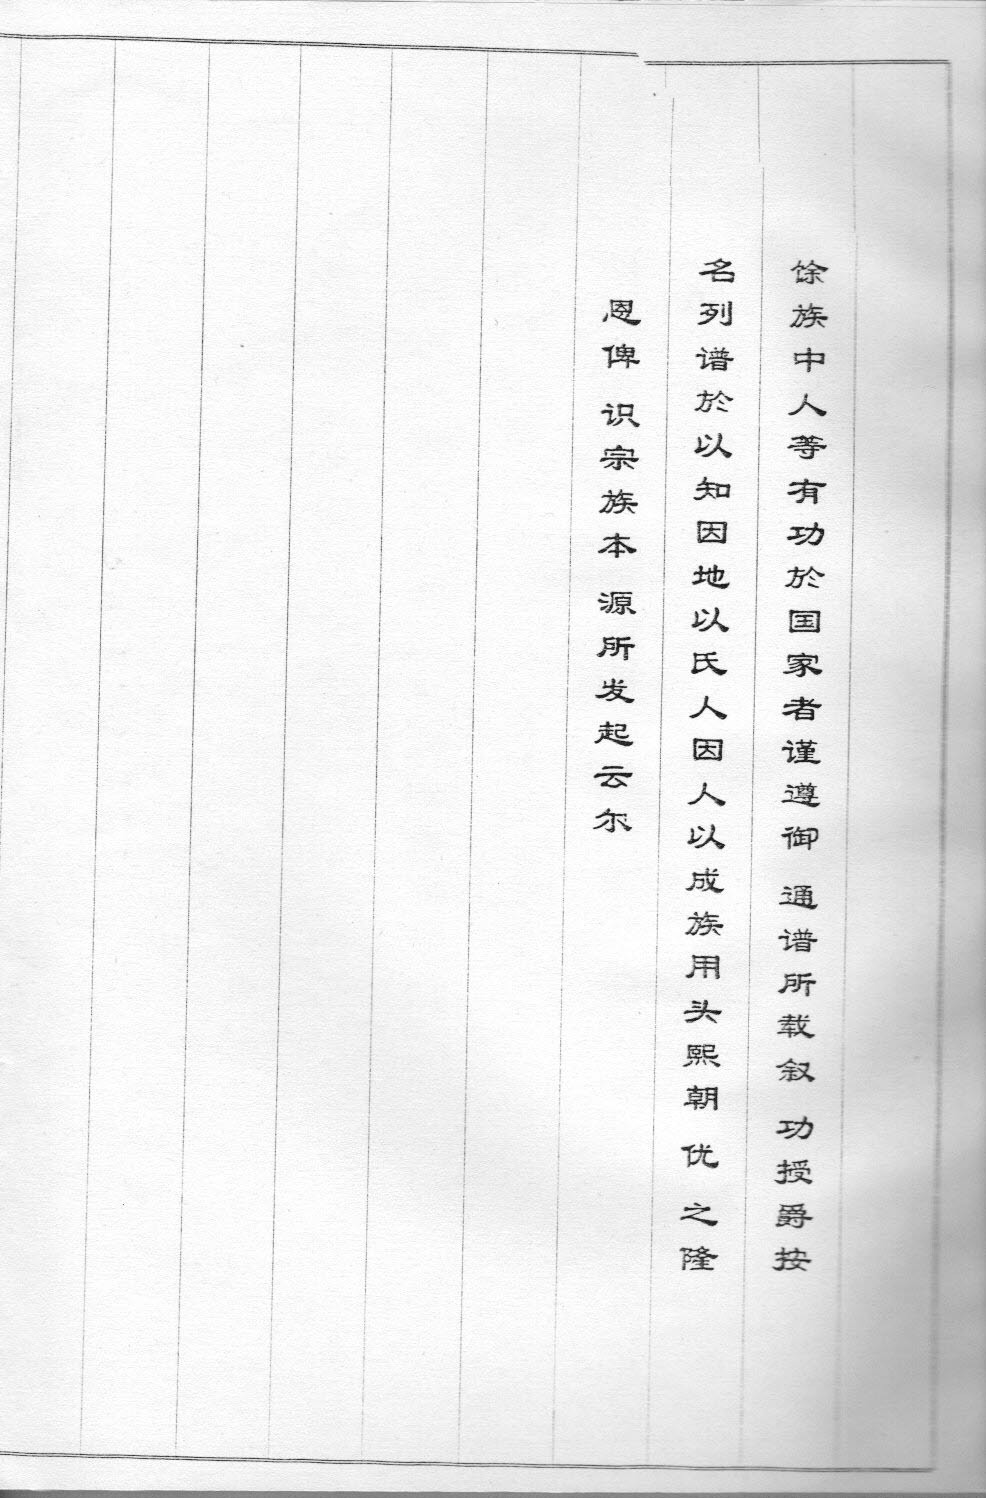 馀族中人等有功於国家者谨遵御 通谱所载叙 功授爵按
名列谱於以知因地以氏人因人以成族用头熙朝 优 之隆
恩俾 识宗族本 源所发起云尔